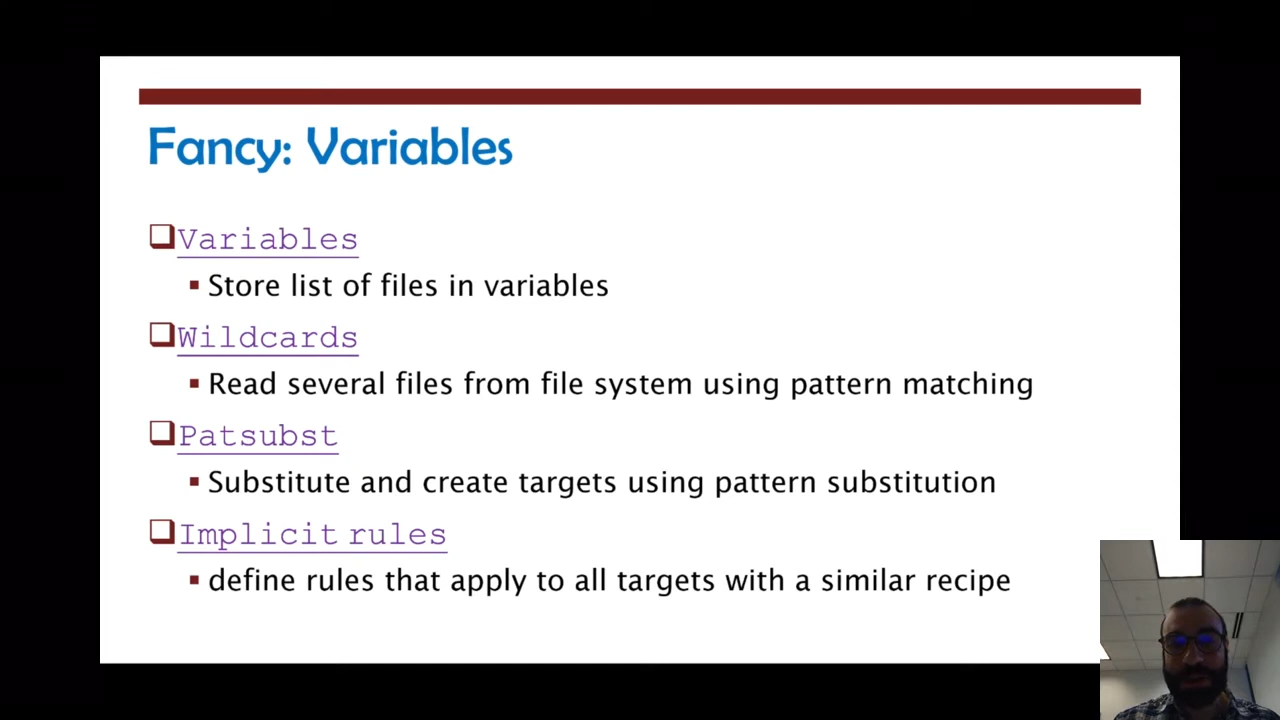 Fancy: Variables
Variables
Store list of files in variables
Wildcards
Read several files from file system using pattern matching
Patsubst
Substitute and create targets using pattern substitution
Implicit rules
define rules that apply to all targets with a similar recipe